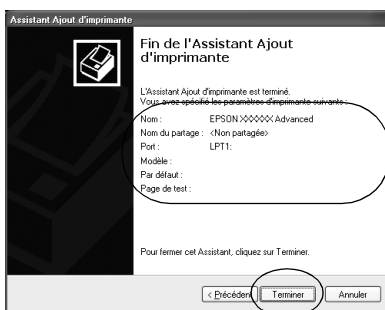 Assistant Ajout d'imprimante
Fin de l'Assistant Ajout
d'imprimante
L'Assistant Ajout d'imprimante est terminé.
Vous avez spécifié les paramètres d'imprimante suivants :
Nom : EPSON XXXXXX Advanced
Nom du partage : <Non partagée>
Port : LPT1:
Modèle :
Par défaut :
Page de test :
Pour fermer cet Assistant, cliquez sur Terminer.
< Précédent Terminer Annuler